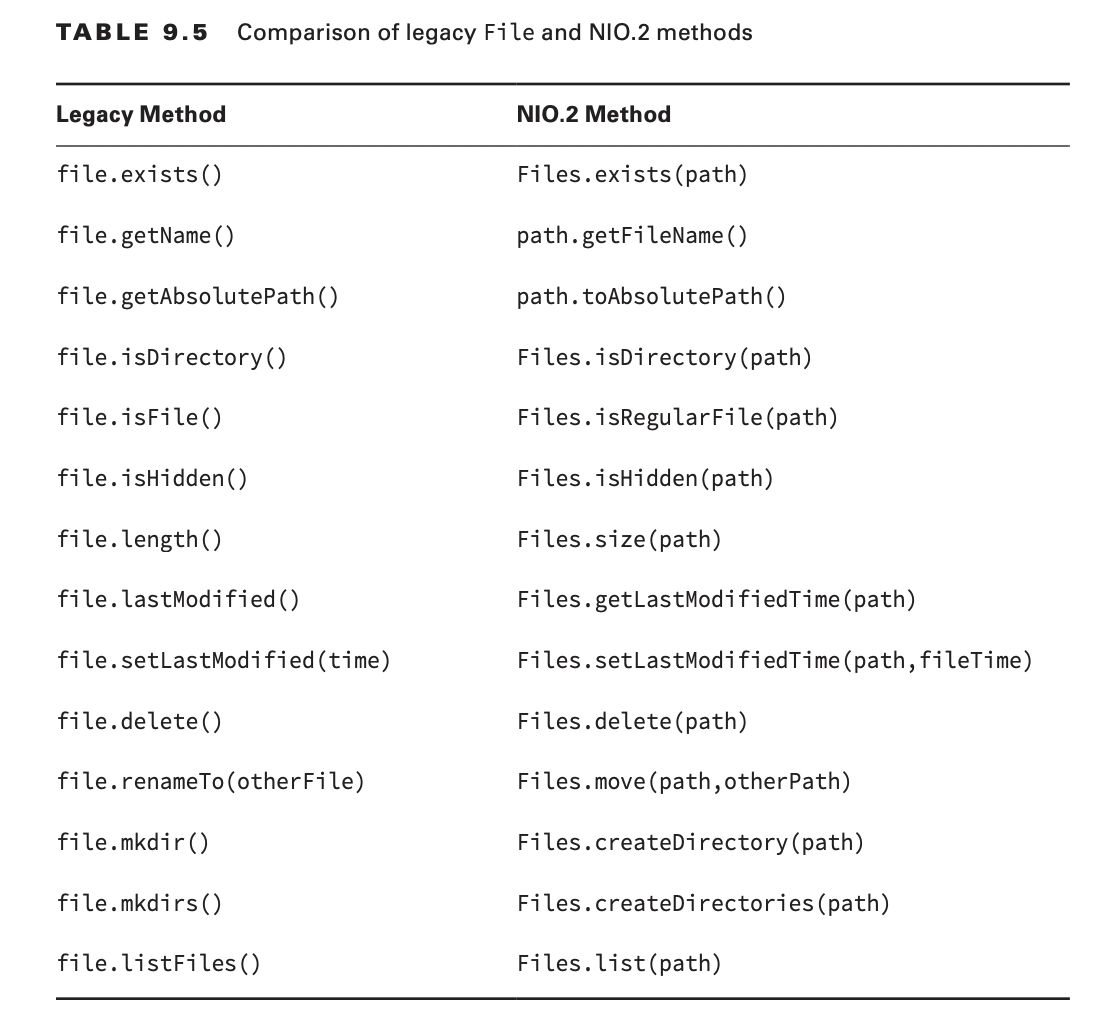 TABLE 9.5 Comparison of legacy File and NIO.2 methods
Legacy Method NIO.2 Method
file.exists() Files.exists(path)
file.getName() path.getFileName()
file.getAbsolutePath() path.toAbsolutePath()
file.isDirectory() Files.isDirectory(path)
file.isFile() Files.isRegularFile(path)
file.isHidden() Files.isHidden(path)
file.length() Files.size(path)
file.lastModified() Files.getLastModifiedTime(path)
file.setLastModified(time) Files.setLastModifiedTime(path,fileTime)
file.delete() Files.delete(path)
file.renameTo(otherFile) Files.move(path,otherPath)
file.mkdir() Files.createDirectory(path)
file.mkdirs() Files.createDirectories(path)
file.listFiles() Files.list(path)